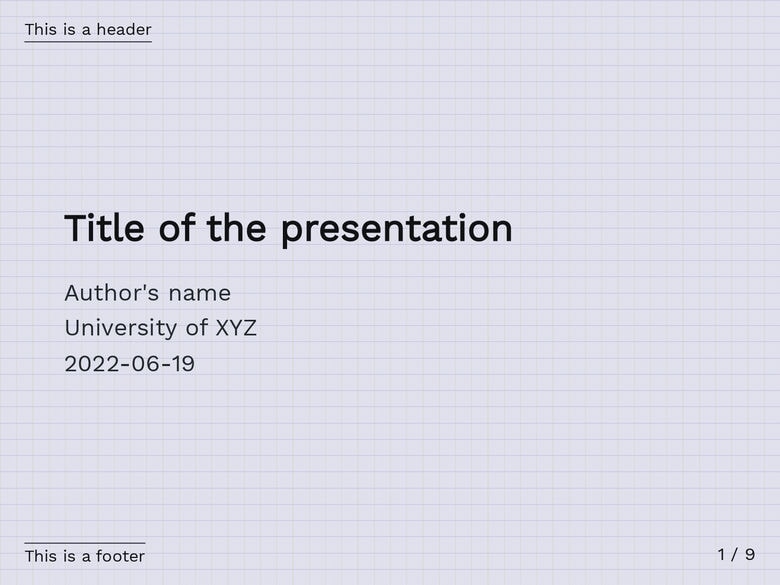 This is a header
Title of the presentation
Author's name
University of XYZ
2022-06-19
This is a footer
1 / 9